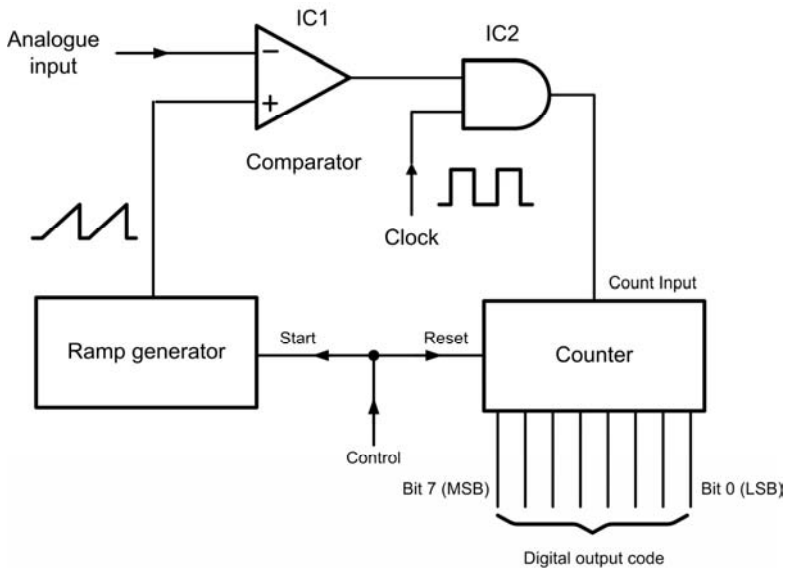 IC1
Analogue
input
IC2
−
+
Comparator
Clock
Count Input
Ramp generator
Start
Reset
Counter
Control
Bit 7 (MSB)
Bit 0 (LSB)
Digital output code